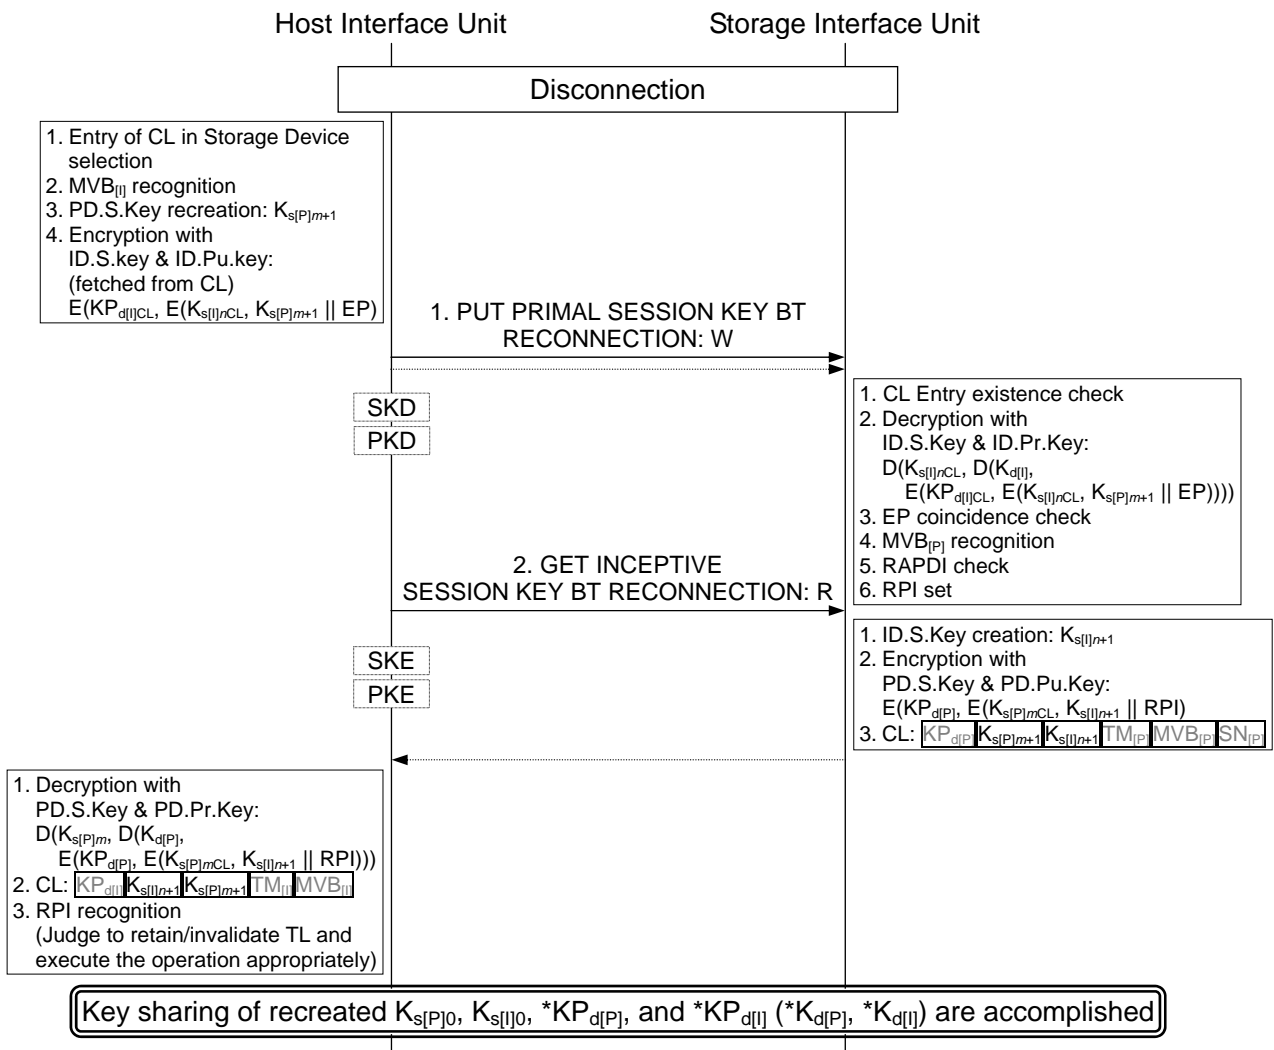 Host Interface Unit
Storage Interface Unit
Disconnection
1. Entry of CL in Storage Device
selection
2. MVB[I] recognition
3. PD.S.Key recreation: Ks[P]m+1
4. Encryption with
ID.S.key & ID.Pu.key:
(fetched from CL)
E(KPd[I]CL, E(Ks[I]nCL, Ks[P]m+1 || EP)
1. PUT PRIMAL SESSION KEY BT
RECONNECTION: W
SKD
PKD
1. CL Entry existence check
2. Decryption with
ID.S.Key & ID.Pr.Key:
D(Ks[I]nCL, D(Kd[I],
E(KPd[I]CL, E(Ks[I]nCL, Ks[P]m+1 || EP))))
3. EP coincidence check
4. MVB[P] recognition
5. RAPDI check
6. RPI set
2. GET INCEPTIVE
SESSION KEY BT RECONNECTION: R
SKE
PKE
1. ID.S.Key creation: Ks[I]n+1
2. Encryption with
PD.S.Key & PD.Pu.Key:
E(KPd[P], E(Ks[P]mCL, Ks[I]n+1 || RPI)
3. CL: KPd[P] Ks[P]m+1 Ks[I]n+1 TM[P] MVB[P] SN[P]
1. Decryption with
PD.S.Key & PD.Pr.Key:
D(Ks[P]m, D(Kd[P],
E(KPd[P], E(Ks[P]mCL, Ks[I]n+1 || RPI)))
2. CL: KPd[I] Ks[I]n+1 Ks[P]m+1 TM[I] MVB[I]
3. RPI recognition
(Judge to retain/invalidate TL and
execute the operation appropriately)
Key sharing of recreated Ks[P]0, Ks[I]0, *KPd[P], and *KPd[I] (*Kd[P], *Kd[I]) are accomplished